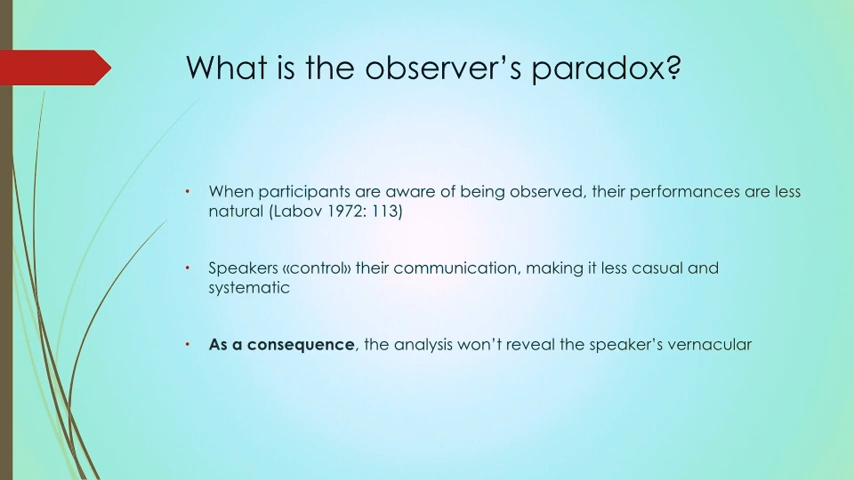 What is the observer’s paradox?
• When participants are aware of being observed, their performances are less
natural (Labov 1972: 113)
• Speakers «control» their communication, making it less casual and
systematic
• As a consequence, the analysis won’t reveal the speaker’s vernacular